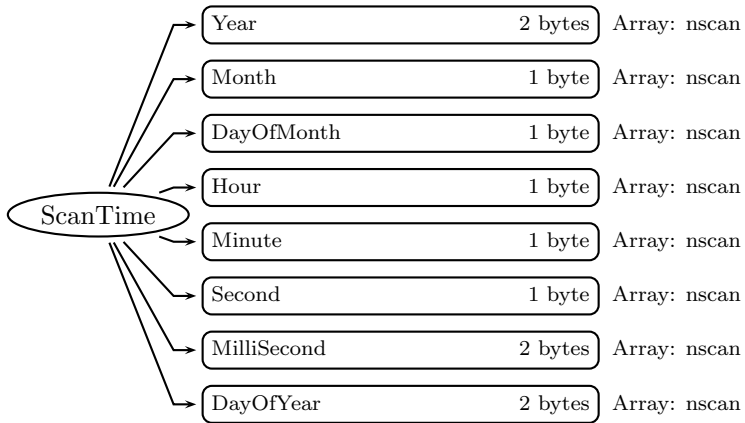 Year 2 bytes Array: nscan
Month 1 byte Array: nscan
DayOfMonth 1 byte Array: nscan
Hour 1 byte Array: nscan
ScanTime
Minute 1 byte Array: nscan
Second 1 byte Array: nscan
MilliSecond 2 bytes Array: nscan
DayOfYear 2 bytes Array: nscan